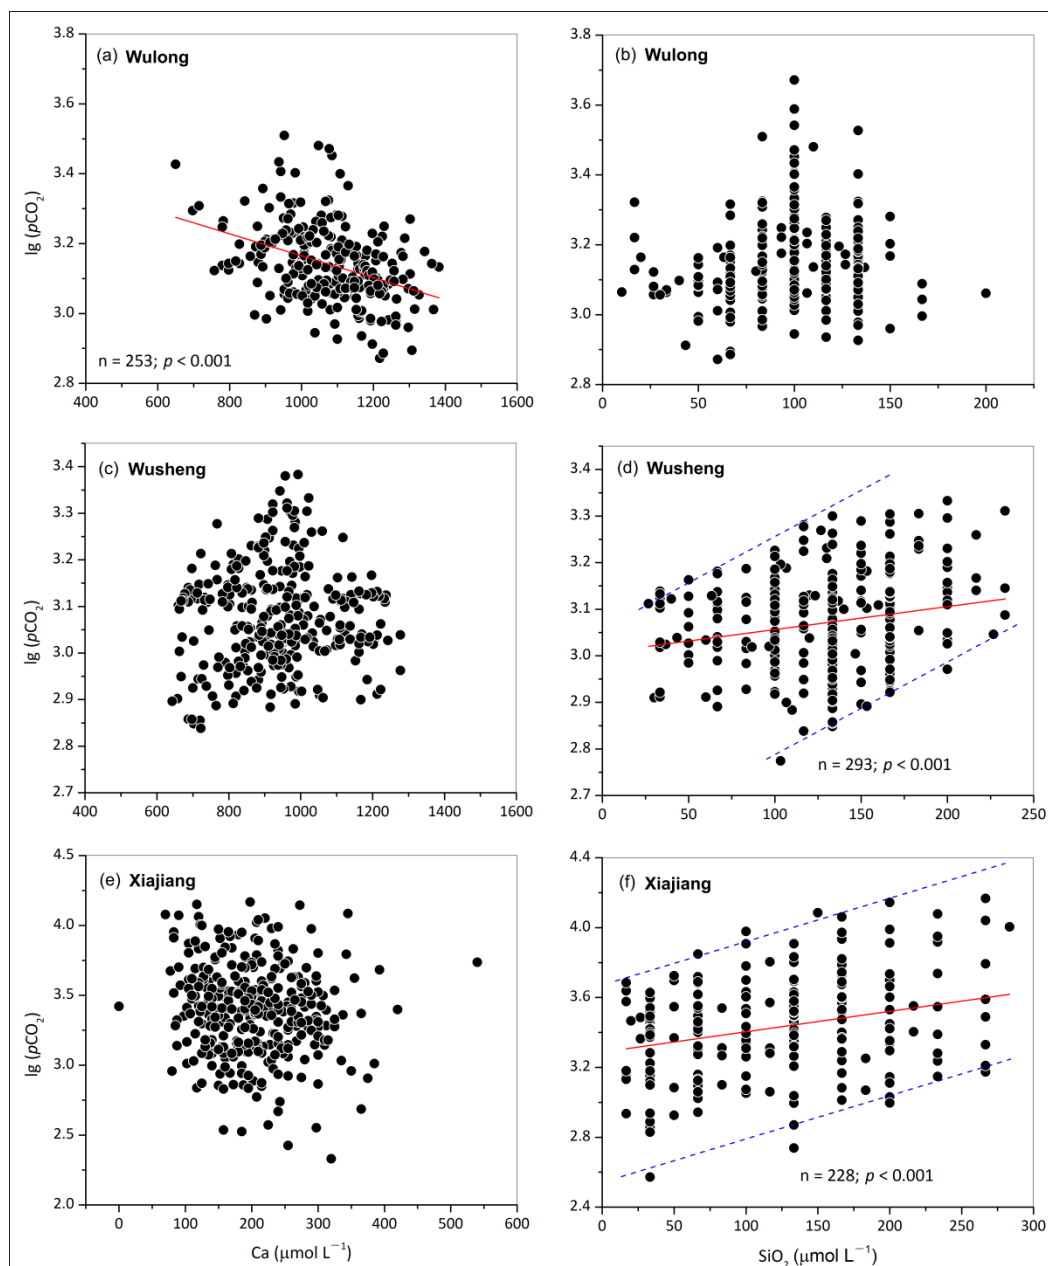 (a) Wulong
3.8
3.6
3.4
3.2
3.0
2.8
lg (pCO₂)
n = 253; p < 0.001
400 600 800 1000 1200 1400 1600
(b) Wulong
3.8
3.6
3.4
3.2
3.0
2.8
0 50 100 150 200
(c) Wusheng
3.4
3.3
3.2
3.1
3.0
2.9
2.8
2.7
lg (pCO₂)
400 600 800 1000 1200 1400 1600
(d) Wusheng
3.4
3.3
3.2
3.1
3.0
2.9
2.8
2.7
n = 293; p < 0.001
0 50 100 150 200
(e) Xiajiang
4.5
4.0
3.5
3.0
2.5
2.0
lg (pCO₂)
0 100 200 300 400 500 600
Ca (μmol L⁻¹)
(f) Xiajiang
4.4
4.0
3.6
3.2
2.8
2.4
n = 228; p < 0.001
0 50 100 150 200 250 300
SiO₂ (μmol L⁻¹)